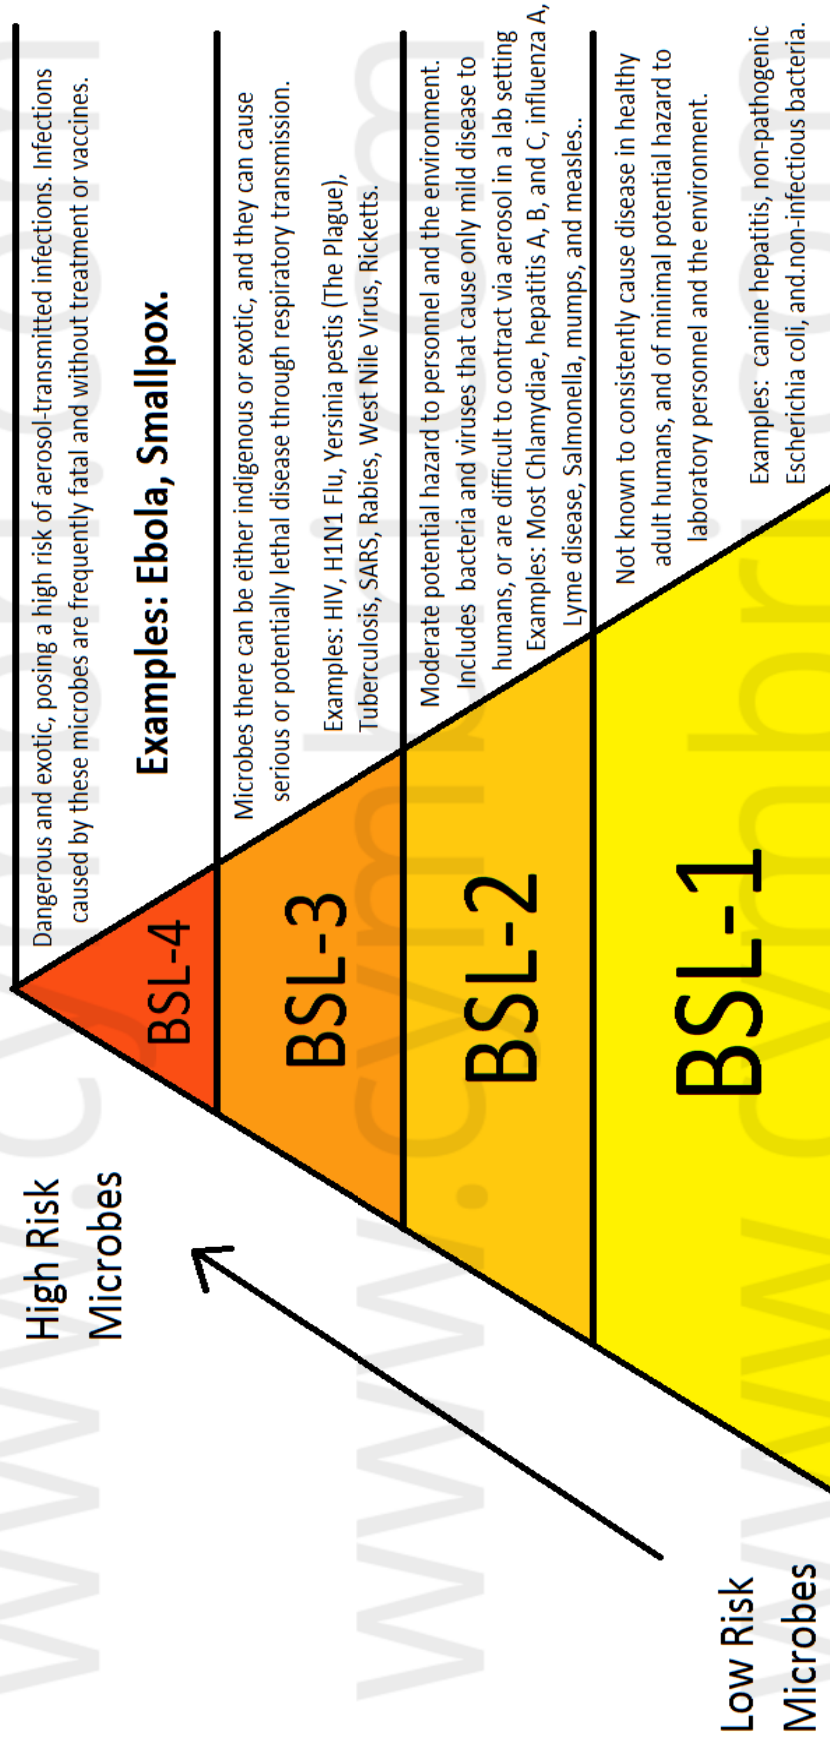 High Risk
Microbes
Low Risk
Microbes
BSL-4
Dangerous and exotic, posing a high risk of aerosol-transmitted infections. Infections
caused by these microbes are frequently fatal and without treatment or vaccines.
Examples: Ebola, Smallpox.
BSL-3
Microbes there can be either indigenous or exotic, and they can cause
serious or potentially lethal disease through respiratory transmission.
Examples: HIV, H1N1 Flu, Yersinia pestis (The Plague),
Tuberculosis, SARS, Rabies, West Nile Virus, Ricketts.
BSL-2
Moderate potential hazard to personnel and the environment.
Includes bacteria and viruses that cause only mild disease to
humans, or are difficult to contract via aerosol in a lab setting
Examples: Most Chlamydiae, hepatitis A, B, and C, influenza A,
Lyme disease, Salmonella, mumps, and measles..
BSL-1
Not known to consistently cause disease in healthy
adult humans, and of minimal potential hazard to
laboratory personnel and the environment.
Examples: canine hepatitis, non-pathogenic
Escherichia coli, and.non-infectious bacteria.